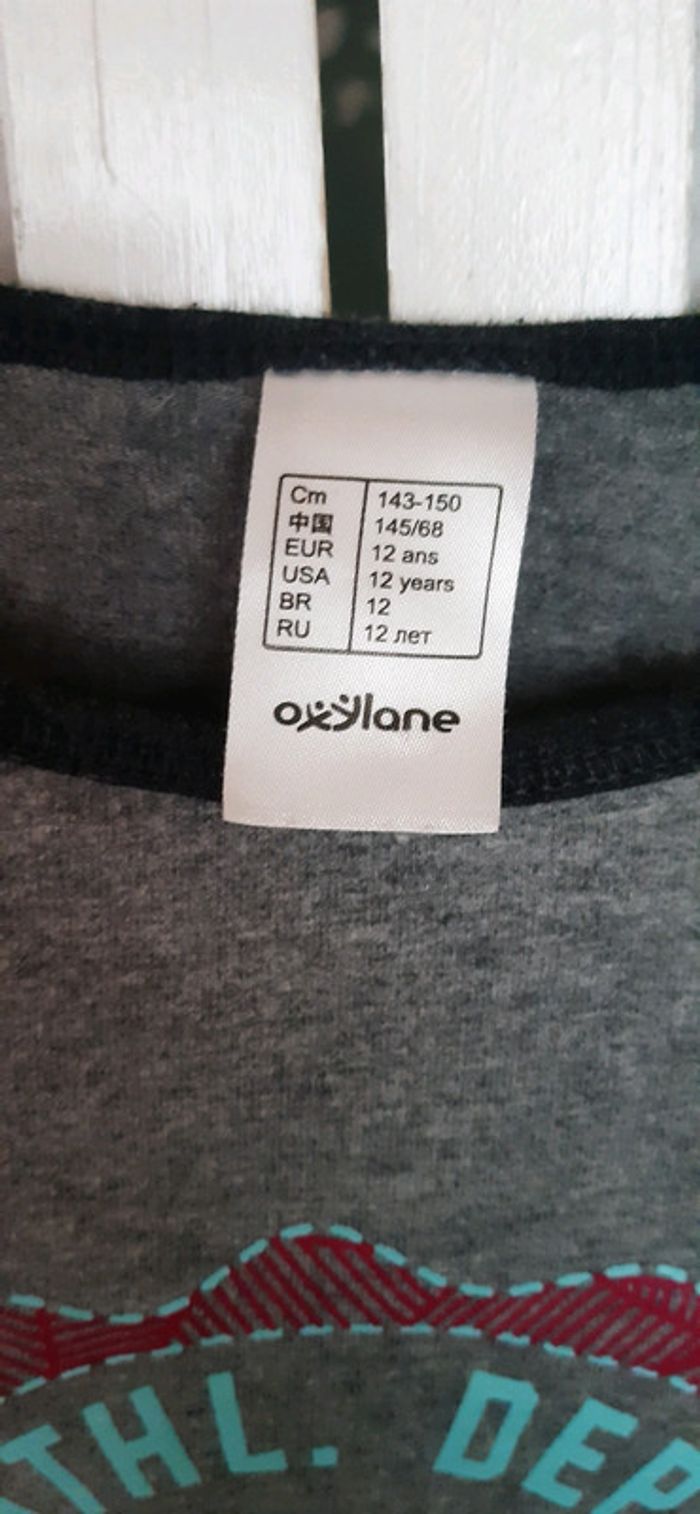 Cm 143-150
中国 145/68
EUR 12 ans
USA 12 years
BR 12
RU 12 лет
oxylane
ATHL. DEP